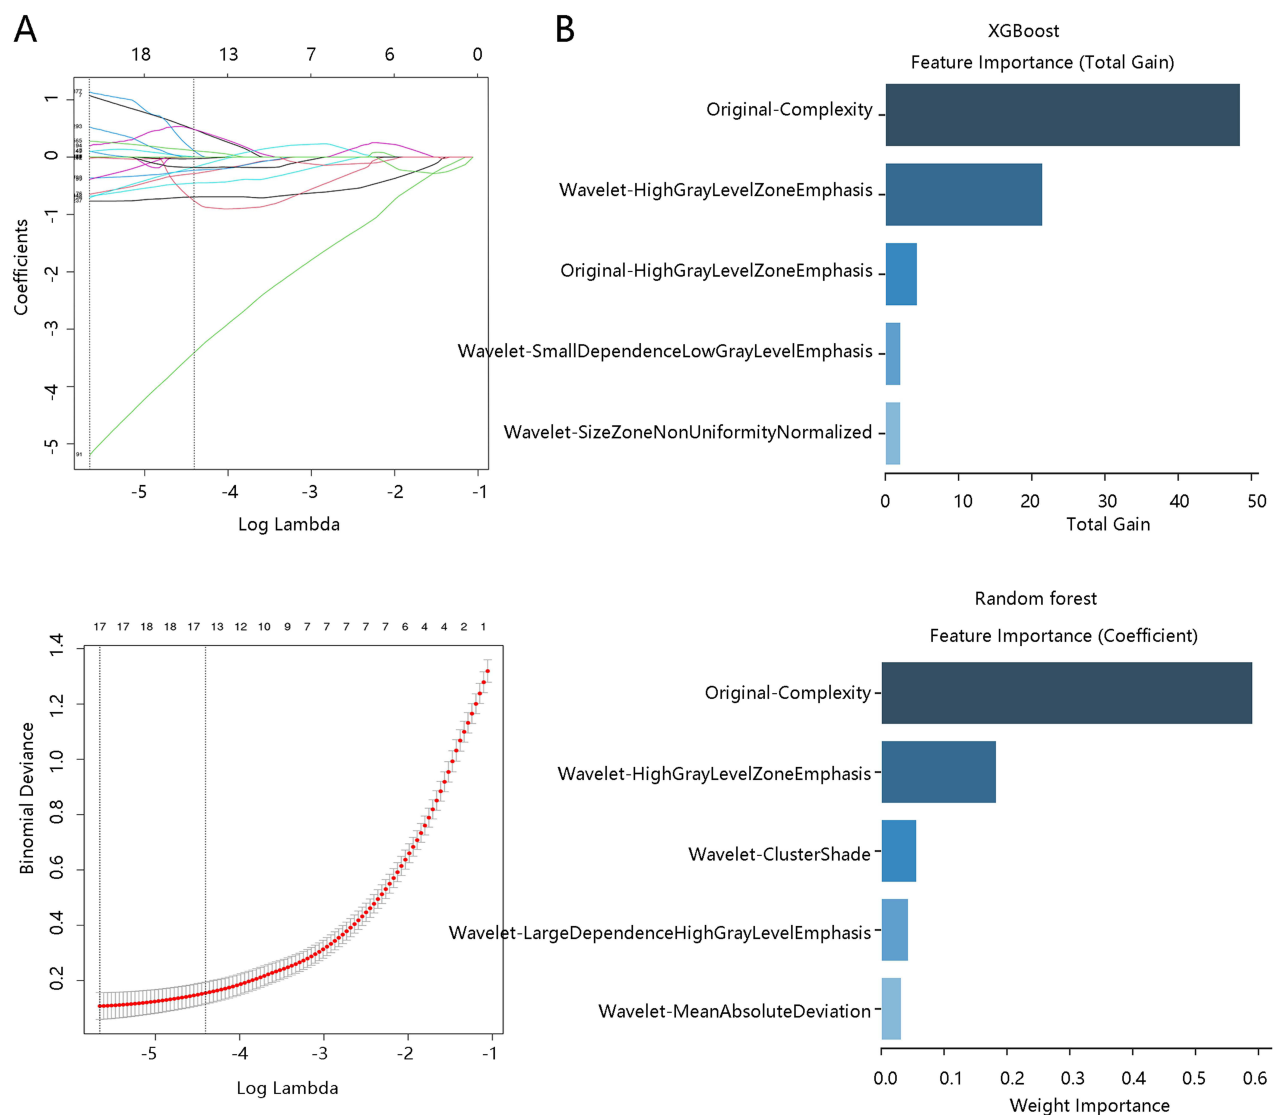 A
18 13 7 6 0
1
0
-1
-2
-3
-4
-5
Coefficients
91
-5 -4 -3 -2 -1
Log Lambda
B
XGBoost
Feature Importance (Total Gain)
Original-Complexity
Wavelet-HighGrayLevelZoneEmphasis
Original-HighGrayLevelZoneEmphasis
Wavelet-SmallDependenceLowGrayLevelEmphasis
Wavelet-SizeZoneNonUniformityNormalized
0 10 20 30 40 50
Total Gain
17 17 18 18 17 13 12 10 9 7 7 7 7 7 6 4 4 2 1
1.4
1.2
1.0
0.8
0.6
0.4
0.2
Binomial Deviance
-5 -4 -3 -2 -1
Log Lambda
Random forest
Feature Importance (Coefficient)
Original-Complexity
Wavelet-HighGrayLevelZoneEmphasis
Wavelet-ClusterShade
Wavelet-LargeDependenceHighGrayLevelEmphasis
Wavelet-MeanAbsoluteDeviation
0.0 0.1 0.2 0.3 0.4 0.5 0.6
Weight Importance